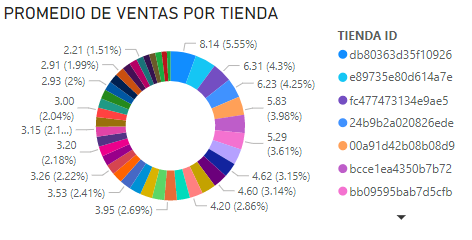 PROMEDIO DE VENTAS POR TIENDA
2.21 (1.51%)
8.14 (5.55%)
2.91 (1.99%)
6.31 (4.3%)
2.93 (2%)
6.23 (4.25%)
3.00
(2.04%)
5.83
(3.98%)
3.15 (2.1...)
5.29
(3.61%)
3.20
(2.18%)
4.62 (3.15%)
3.26 (2.22%)
4.60 (3.14%)
3.53 (2.41%)
4.20 (2.86%)
3.95 (2.69%)
TIENDA ID
db80363d35f10926
e89735e80d614a7e
fc477473134e9ae5
24b9b2a020826ede
00a91d42b08b08d9
bcce1ea4350b7b72
bb09595bab7d5cfb